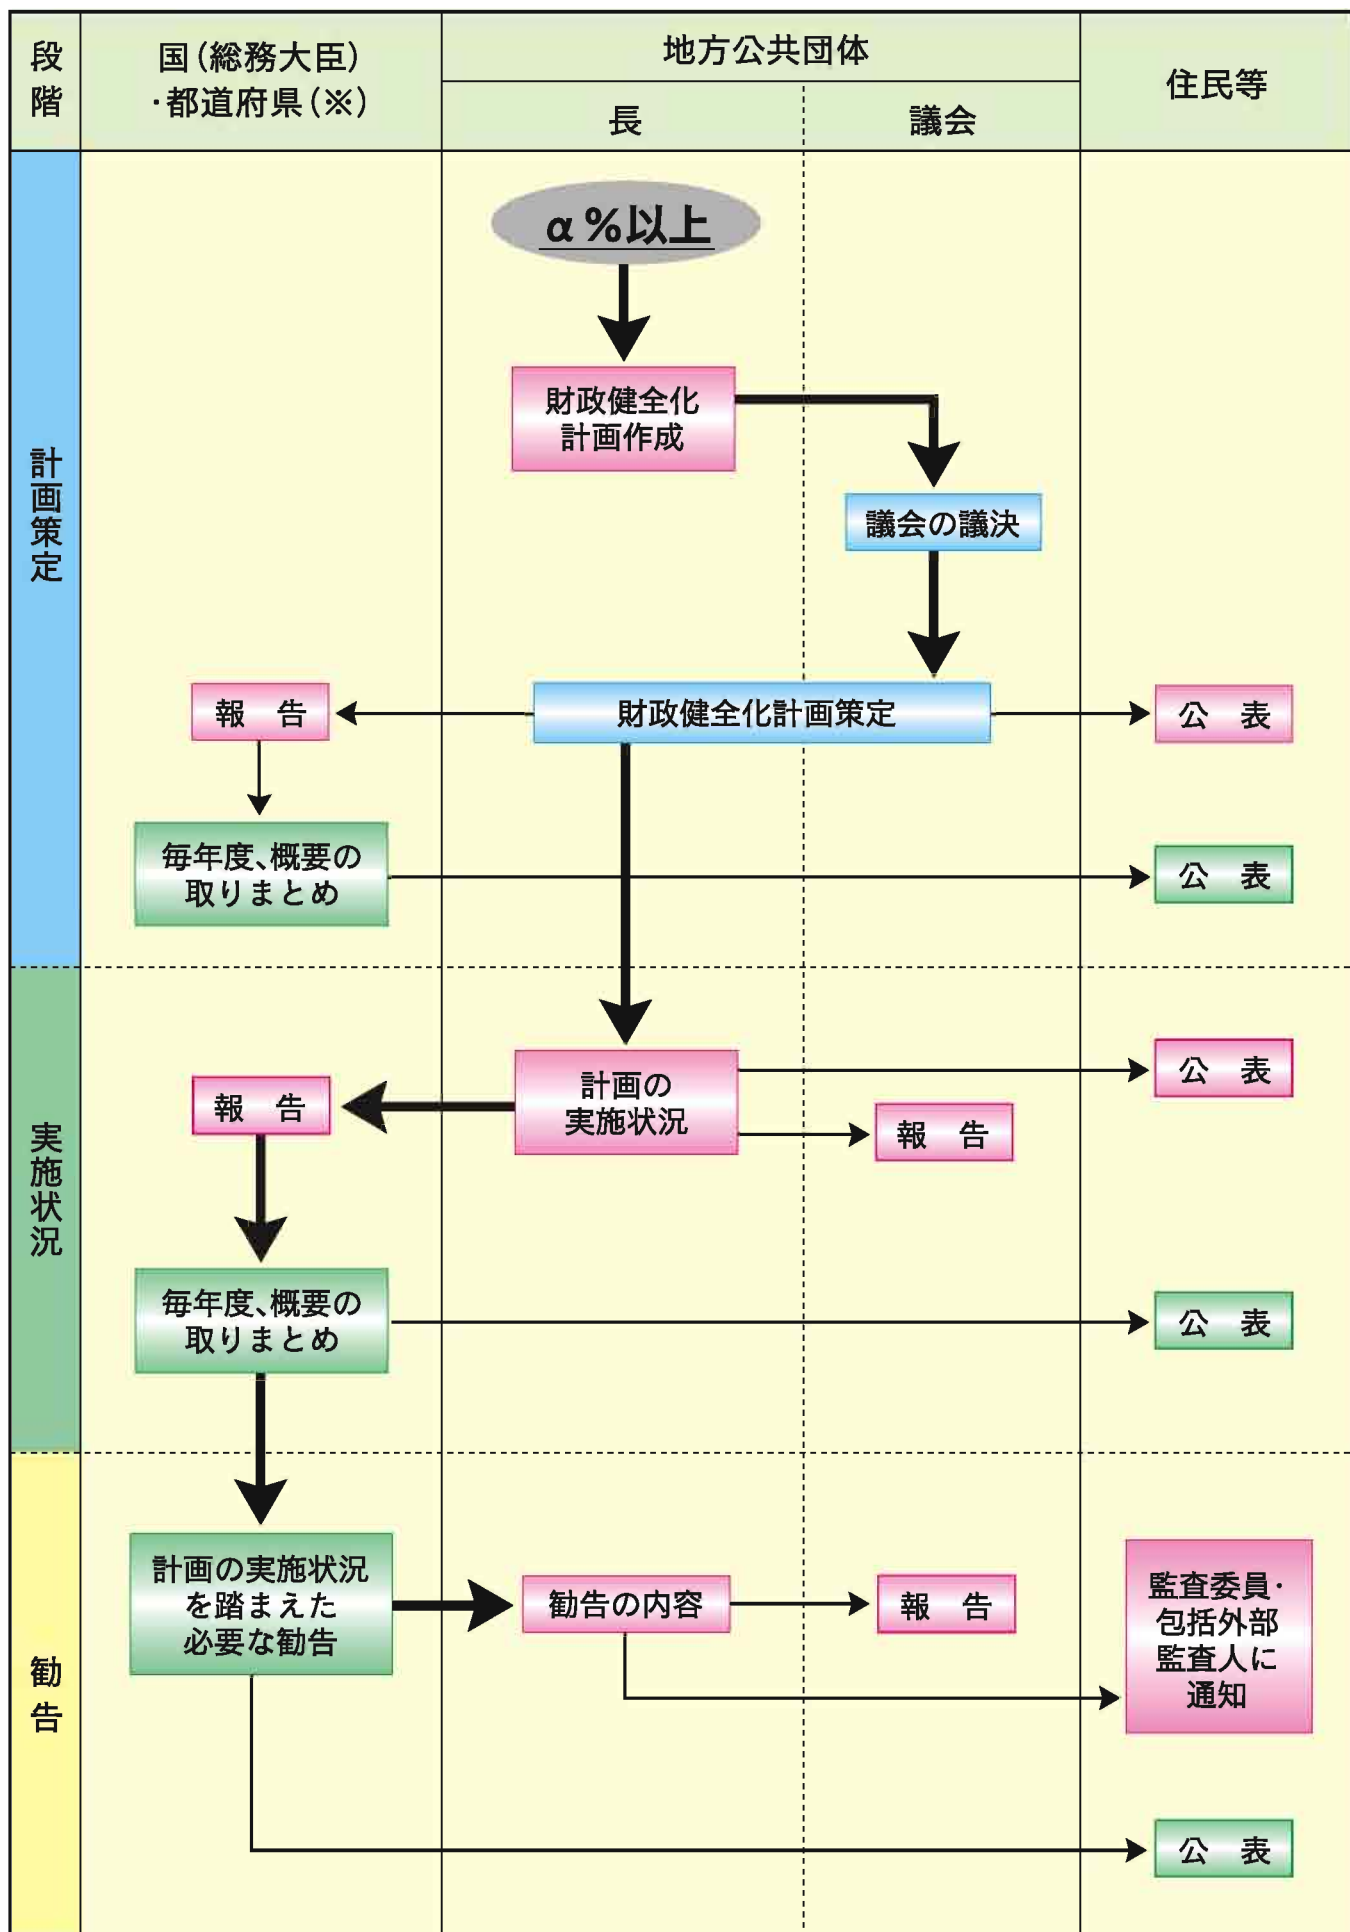 段階
国(総務大臣)
・都道府県(※)
地方公共団体
長
議会
住民等
計画策定
α%以上
財政健全化
計画作成
議会の議決
報 告
財政健全化計画策定
公 表
毎年度、概要の
取りまとめ
公 表
実施状況
計画の
実施状況
公 表
報 告
報 告
毎年度、概要の
取りまとめ
公 表
勧告
計画の実施状況
を踏まえた
必要な勧告
勧告の内容
報 告
監査委員・
包括外部
監査人に
通知
公 表